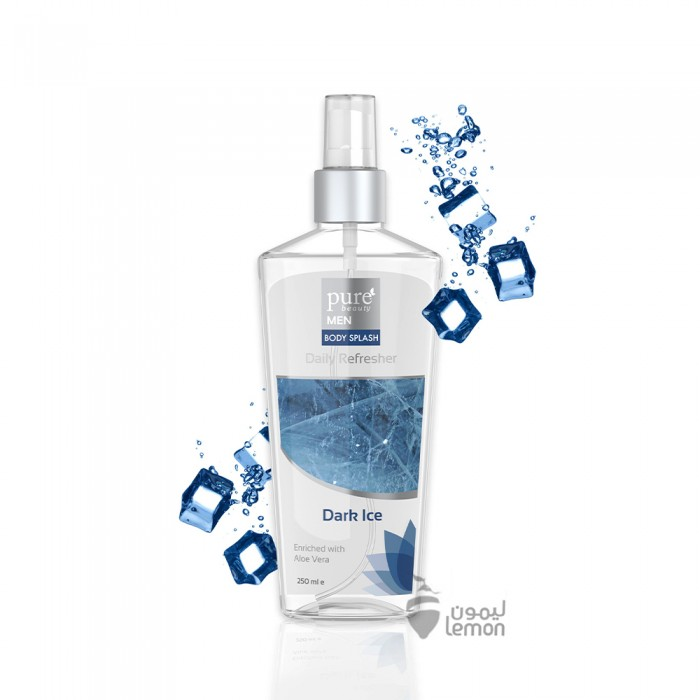 pure
beauty
MEN
BODY SPLASH
Daily Refresher
Dark Ice
Enriched with
Aloe Vera
250 ml e
ليمون
Lemon